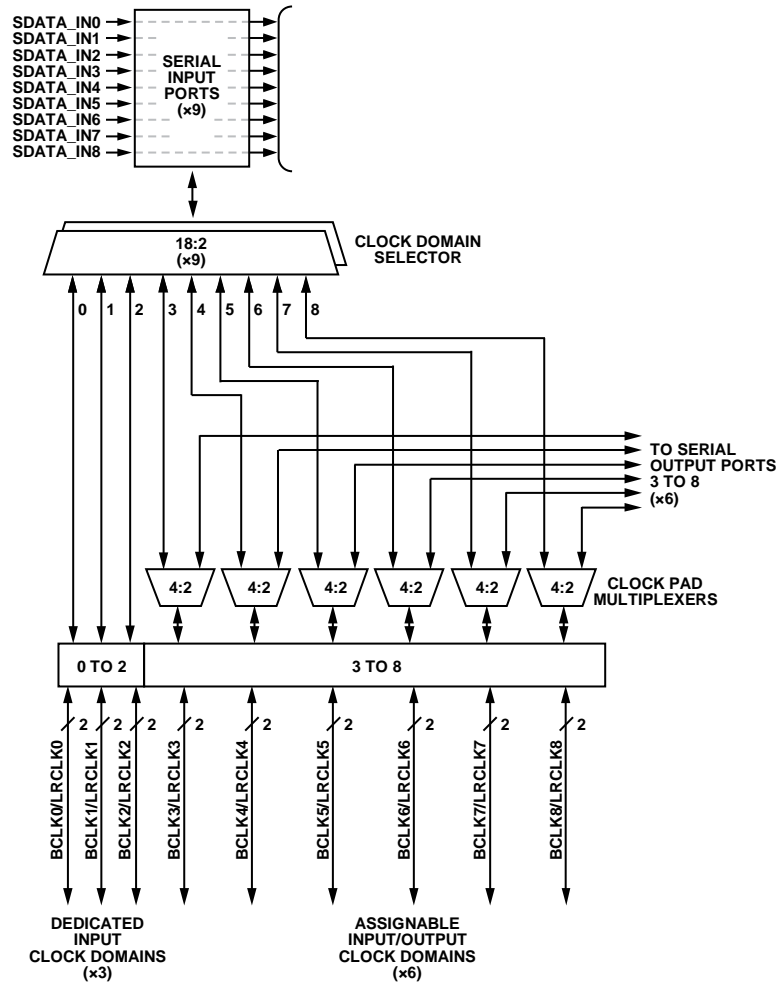 SDATA_IN0
SDATA_IN1
SDATA_IN2
SDATA_IN3
SDATA_IN4
SDATA_IN5
SDATA_IN6
SDATA_IN7
SDATA_IN8
SERIAL
INPUT
PORTS
(×9)
18:2
(×9)
CLOCK DOMAIN
SELECTOR
0 1 2 3 4 5 6 7 8
TO SERIAL
OUTPUT PORTS
3 TO 8
(×6)
4:2 4:2 4:2 4:2 4:2 4:2
CLOCK PAD
MULTIPLEXERS
0 TO 2
3 TO 8
2 2 2 2 2 2 2 2 2
BCLK0/LRCLK0
BCLK1/LRCLK1
BCLK2/LRCLK2
BCLK3/LRCLK3
BCLK4/LRCLK4
BCLK5/LRCLK5
BCLK6/LRCLK6
BCLK7/LRCLK7
BCLK8/LRCLK8
DEDICATED
INPUT
CLOCK DOMAINS
(×3)
ASSIGNABLE
INPUT/OUTPUT
CLOCK DOMAINS
(×6)